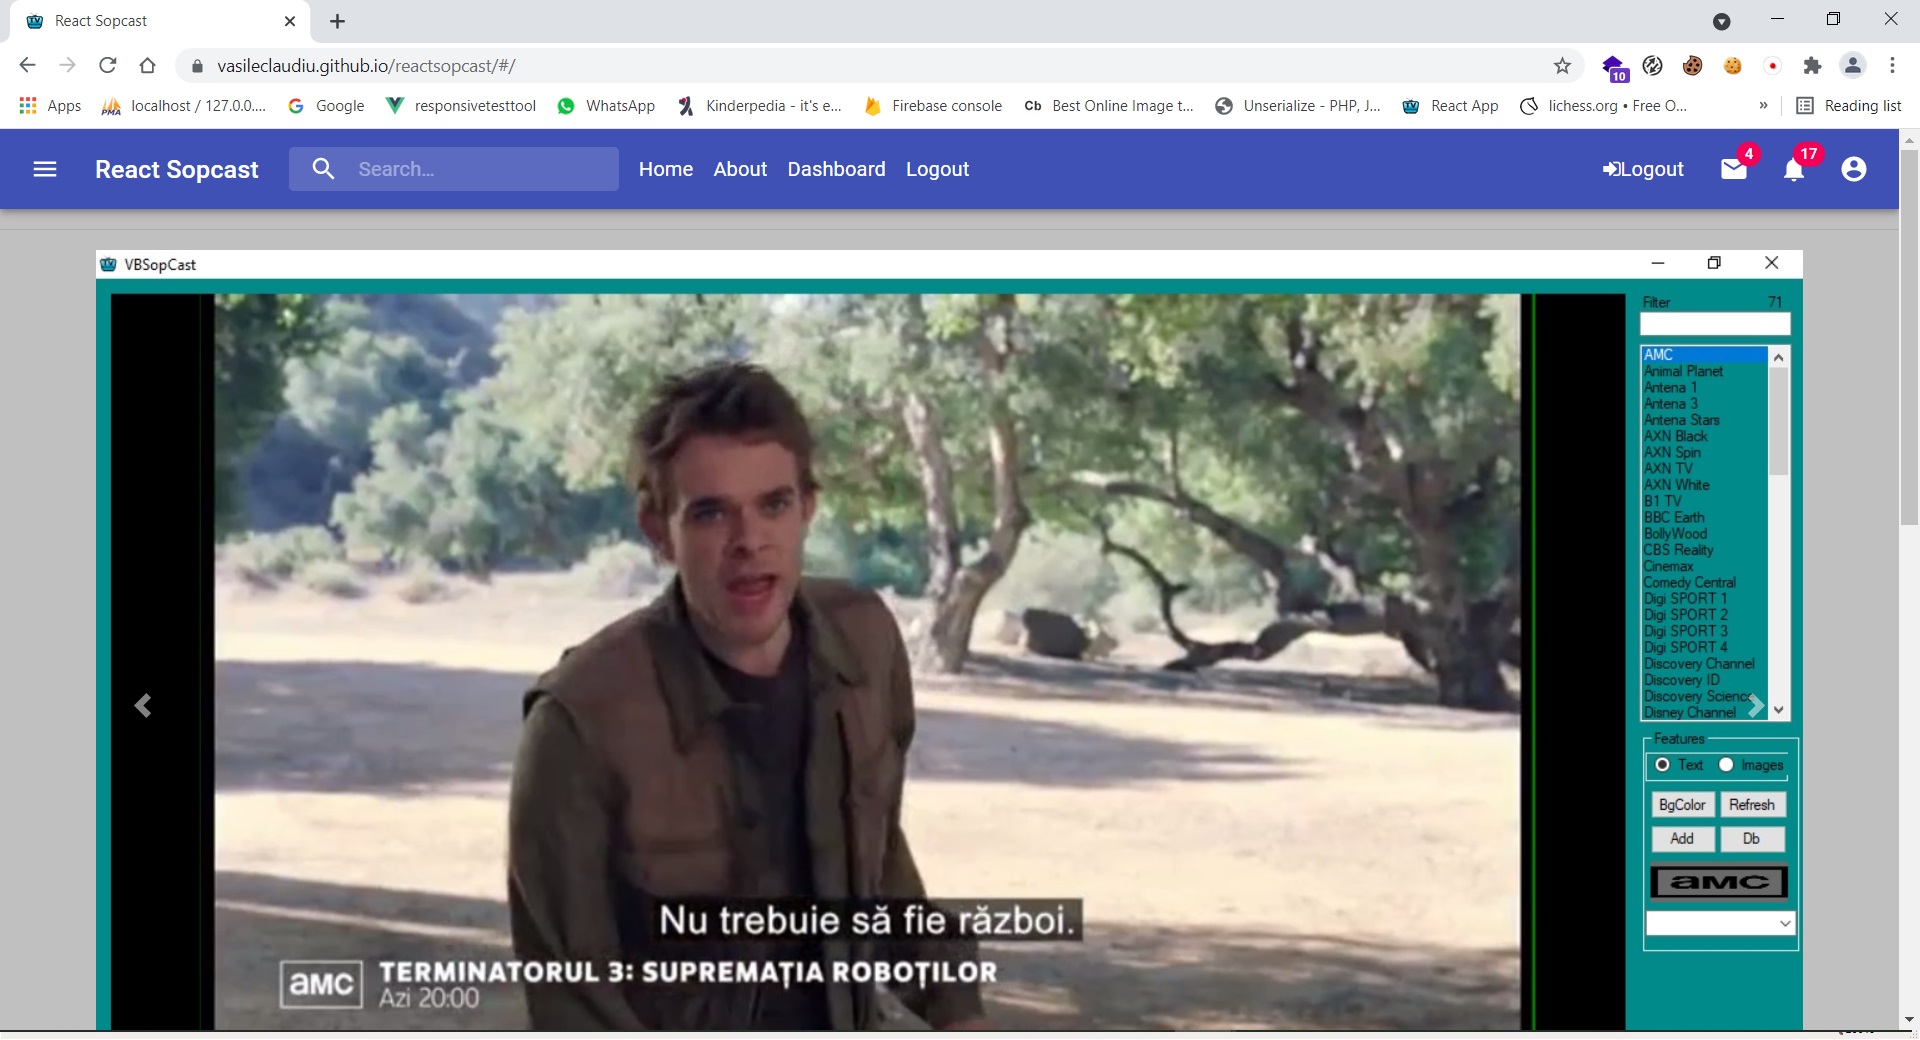 React Sopcast
vasileclaudiu.github.io/reactsopcast/#/
10
Apps
PMA
localhost / 127.0.0....
Google
responsivetesttool
WhatsApp
Kinderpedia - it's e...
Firebase console
Cb Best Online Image t...
Unserialize - PHP, J...
React App
lichess.org • Free O...
»
Reading list
React Sopcast
Search...
Home About Dashboard Logout
Logout
4
17
VBSopCast
Filter 71
AMC
Animal Planet
Antena 1
Antena 3
Antena Stars
AXN Black
AXN Spin
AXN TV
AXN White
B1 TV
BBC Earth
BollyWood
CBS Reality
Cinemax
Comedy Central
Digi SPORT 1
Digi SPORT 2
Digi SPORT 3
Digi SPORT 4
Discovery Channel
Discovery ID
Discovery Science
Disney Channel
Features
Text Images
BgColor Refresh
Add Db
amc
Nu trebuie să fie război.
amc
TERMINATORUL 3: SUPREMAȚIA ROBOȚILOR
Azi 20:00